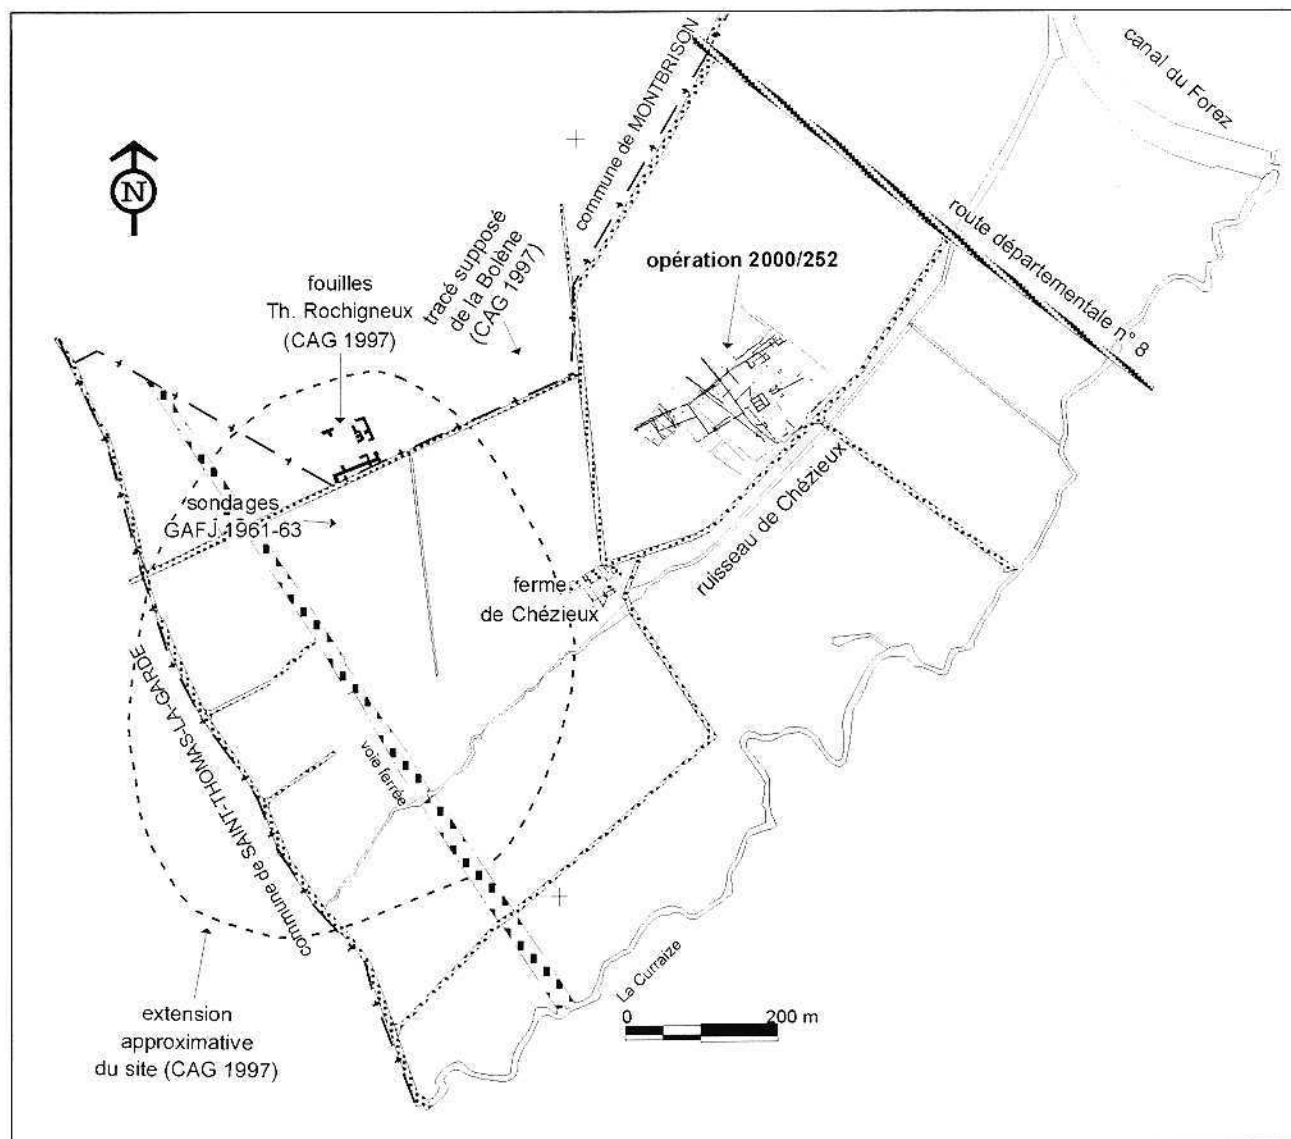 canal du Forez
commune de MONTBRISON
route départementale n° 8
N
tracé supposé
de la Bolène
(CAG 1997)
opération 2000/252
fouilles
Th. Rochigneux
(CAG 1997)
sondages
GAFJ 1961-63
ferme
de Chézieux
ruisseau de Chézieux
commune de SAINT-THOMAS-LA-GARDE
voie ferrée
La Curraize
extension
approximative
du site (CAG 1997)
0 200 m